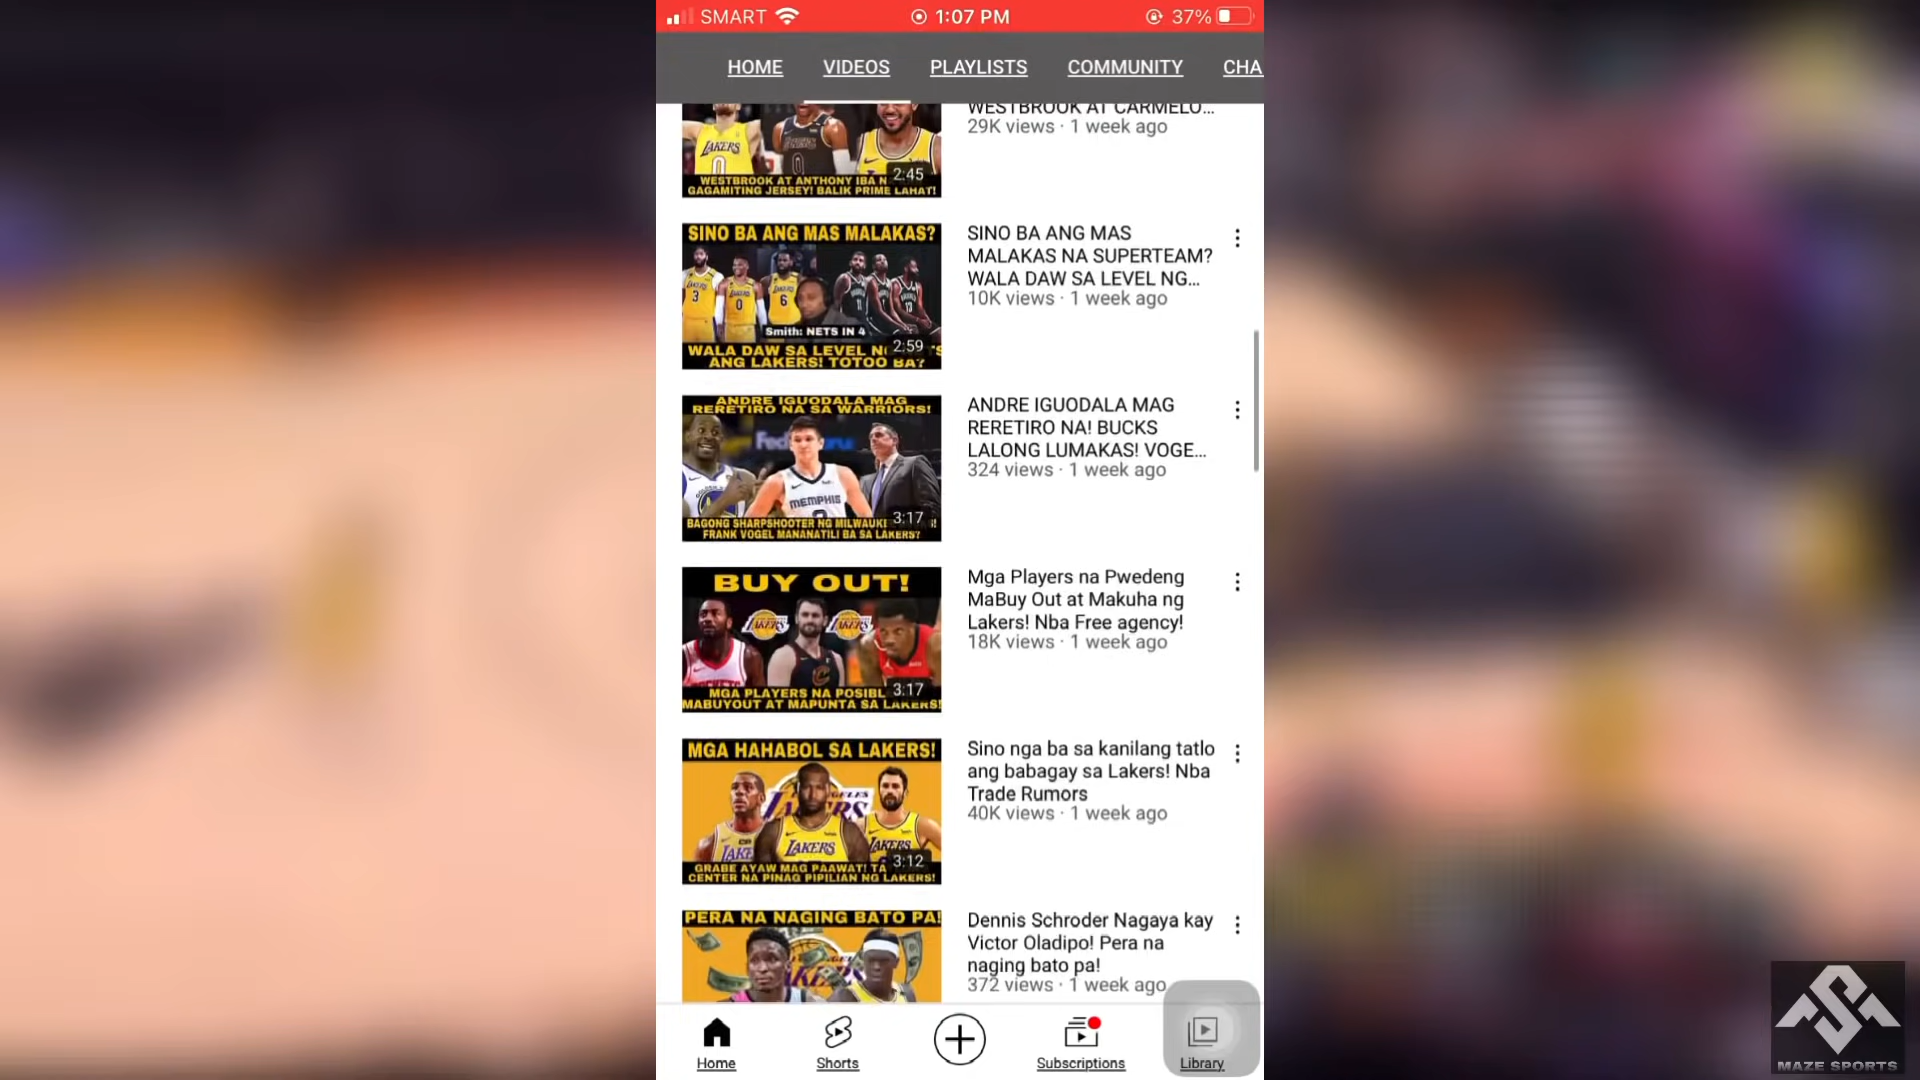 SMART
1:07 PM
37%
HOME VIDEOS PLAYLISTS COMMUNITY CHA
LAKERS
0
0
WESTBROOK AT ANTHONY IBA N
GAGAMITING JERSEY! BALIK PRIME LAHAT!
2:45
WESTBROOK AT CARMELO...
29K views · 1 week ago
SINO BA ANG MAS MALAKAS?
3
0
6
Smith: NETS IN 4
WALA DAW SA LEVEL N
ANG LAKERS! TOTOO BA?
2:59
SINO BA ANG MAS
MALAKAS NA SUPERTEAM?
WALA DAW SA LEVEL NG...
10K views · 1 week ago
ANDRE IGUODALA MAG
RERETIRO NA SA WARRIORS!
MEMPHIS
BAGONG SHARPSHOOTER NG MILWAUK
FRANK VOGEL MANANATILI BA SA LAKERS?
3:17
ANDRE IGUODALA MAG
RERETIRO NA! BUCKS
LALONG LUMAKAS! VOGE...
324 views · 1 week ago
BUY OUT!
LAKERS
LAKERS
MGA PLAYERS NA POSIBL
MABUYOUT AT MAPUNTA SA LAKERS!
3:17
Mga Players na Pwedeng
MaBuy Out at Makuha ng
Lakers! Nba Free agency!
18K views · 1 week ago
MGA HAHABOL SA LAKERS!
LAKERS
GRABE AYAW MAG PAAWAT! TA
CENTER NA PINAG PIPILIAN NG LAKERS!
3:12
Sino nga ba sa kanilang tatlo
ang babagay sa Lakers! Nba
Trade Rumors
40K views · 1 week ago
PERA NA NAGING BATO PA!
Dennis Schroder Nagaya kay
Victor Oladipo! Pera na
naging bato pa!
372 views · 1 week ago
Home Shorts Subscriptions Library
MAZE SPORTS